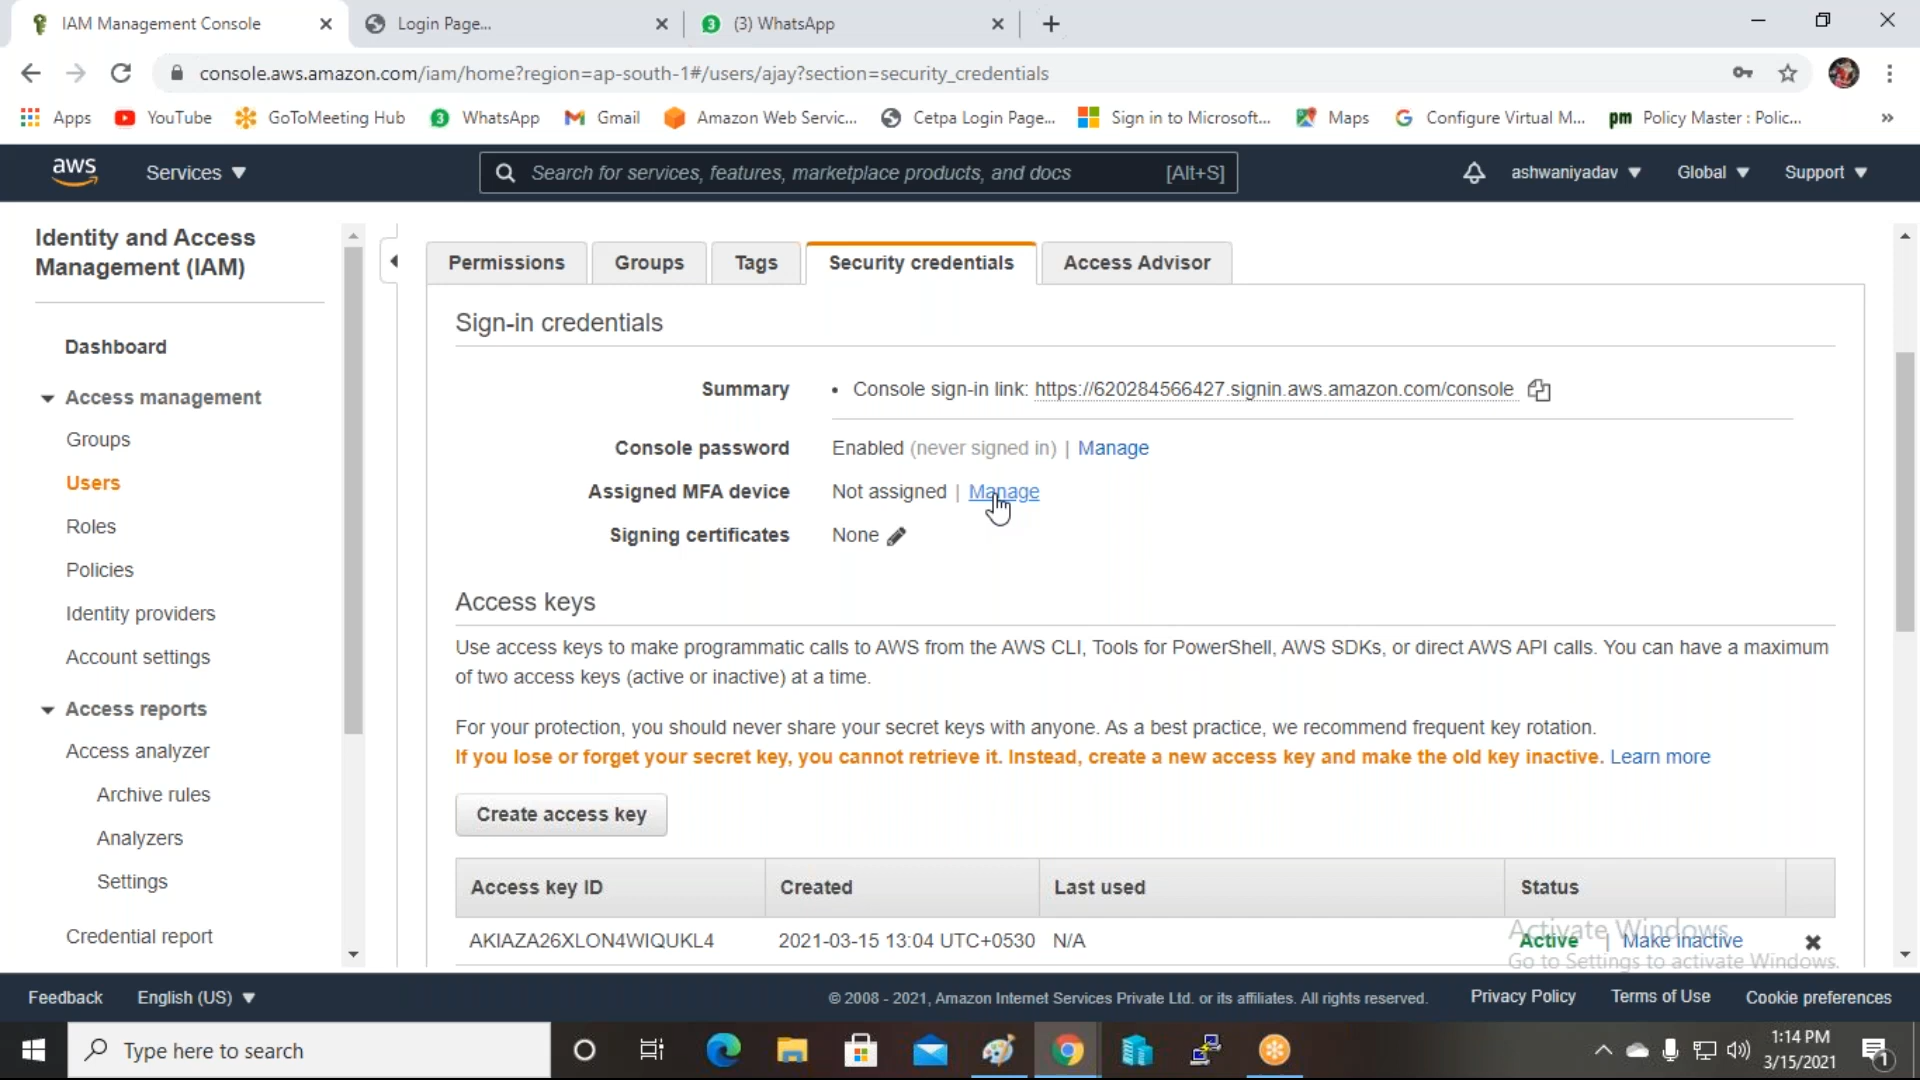 IAM Management Console
Login Page...
3 (3) WhatsApp
console.aws.amazon.com/iam/home?region=ap-south-1#/users/ajay?section=security_credentials
Apps YouTube GoToMeeting Hub 3 WhatsApp Gmail Amazon Web Servic... Cetpa Login Page... Sign in to Microsoft... Maps Configure Virtual M... pm Policy Master : Polic... »
aws Services Search for services, features, marketplace products, and docs [Alt+S] ashwaniyadav Global Support
Identity and Access
Management (IAM)
Dashboard
Access management
Groups
Users
Roles
Policies
Identity providers
Account settings
Access reports
Access analyzer
Archive rules
Analyzers
Settings
Credential report
Permissions Groups Tags Security credentials Access Advisor
Sign-in credentials
Summary • Console sign-in link: https://620284566427.signin.aws.amazon.com/console
Console password Enabled (never signed in) | Manage
Assigned MFA device Not assigned | Manage
Signing certificates None
Access keys
Use access keys to make programmatic calls to AWS from the AWS CLI, Tools for PowerShell, AWS SDKs, or direct AWS API calls. You can have a maximum
of two access keys (active or inactive) at a time.
For your protection, you should never share your secret keys with anyone. As a best practice, we recommend frequent key rotation.
If you lose or forget your secret key, you cannot retrieve it. Instead, create a new access key and make the old key inactive. Learn more
Create access key
Access key ID Created Last used Status
AKIAZA26XLON4WIQUKL4 2021-03-15 13:04 UTC+0530 N/A Active | Make inactive
Activate Windows
Go to Settings to activate Windows.
Feedback English (US) © 2008 - 2021, Amazon Internet Services Private Ltd. or its affiliates. All rights reserved. Privacy Policy Terms of Use Cookie preferences
Type here to search
1:14 PM
3/15/2021
1